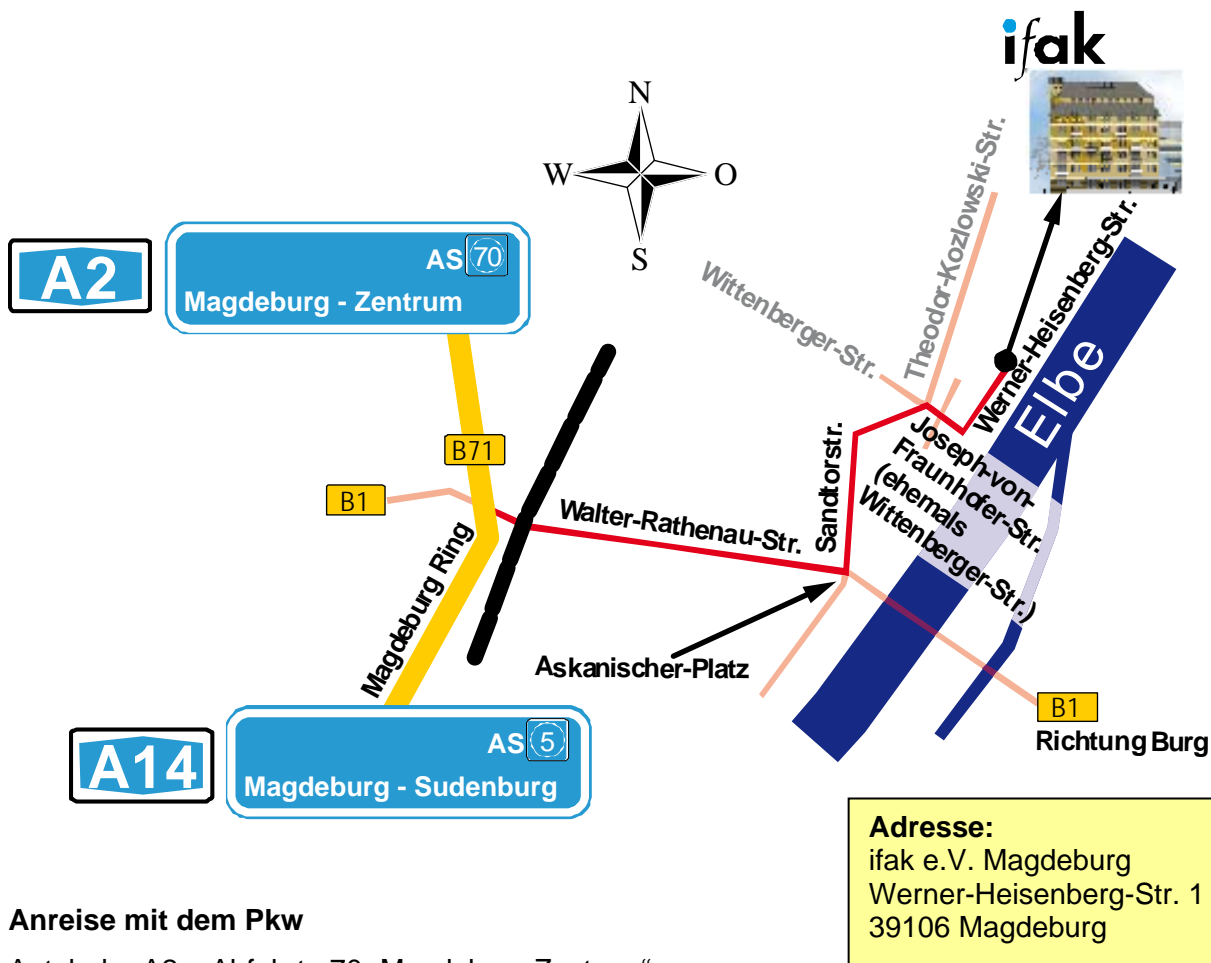 ifak
N
W
O
S
A2
AS 70
Magdeburg - Zentrum
Wittenberger-Str.
Theodor-Kozlowski-Str.
Werner-Heisenberg-Str.
Elbe
B71
B1
Walter-Rathenau-Str.
Sandtorstr.
Joseph-von-
Fraunhofer-Str.
(ehemals
Wittenberger-Str.)
Magdeburg Ring
Askanischer-Platz
B1
Richtung Burg
A14
AS 5
Magdeburg - Sudenburg
Adresse:
ifak e.V. Magdeburg
Werner-Heisenberg-Str. 1
39106 Magdeburg
Anreise mit dem Pkw